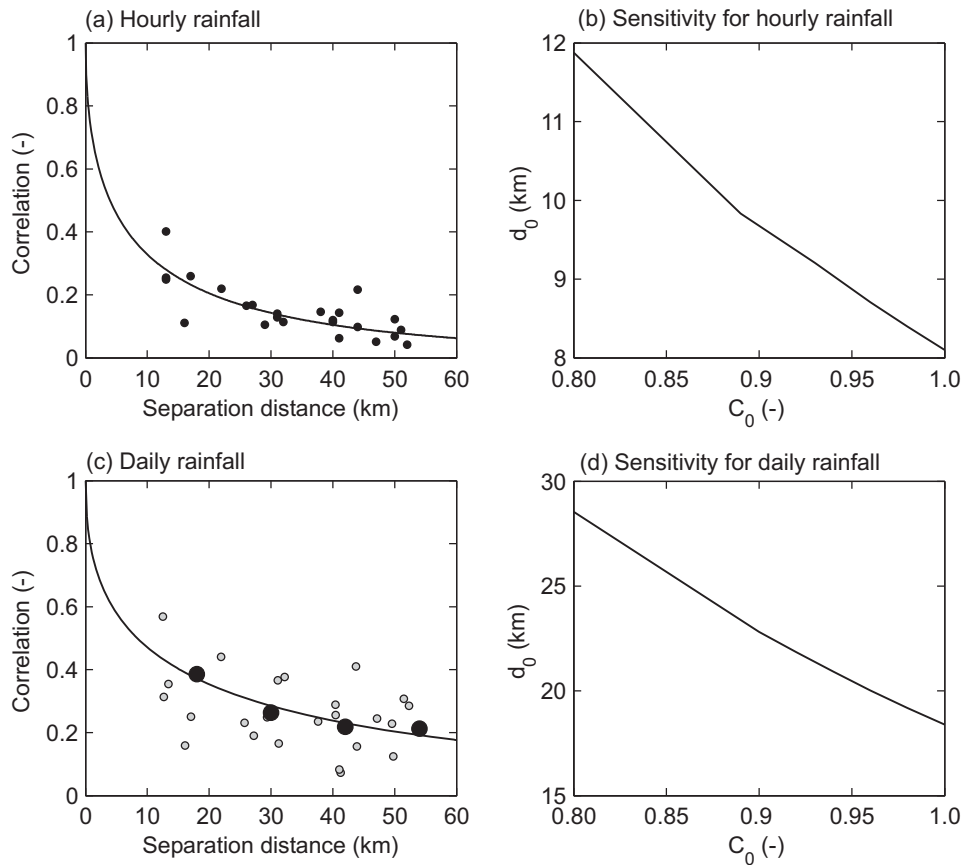 (a) Hourly rainfall
1
0.8
0.6
0.4
0.2
0
0 10 20 30 40 50 60
Correlation (-)
Separation distance (km)
(b) Sensitivity for hourly rainfall
12
11
10
9
8
0.80 0.85 0.9 0.95 1.0
d_0 (km)
C_0 (-)
(c) Daily rainfall
1
0.8
0.6
0.4
0.2
0
0 10 20 30 40 50 60
Correlation (-)
Separation distance (km)
(d) Sensitivity for daily rainfall
30
25
20
15
0.80 0.85 0.9 0.95 1.0
d_0 (km)
C_0 (-)